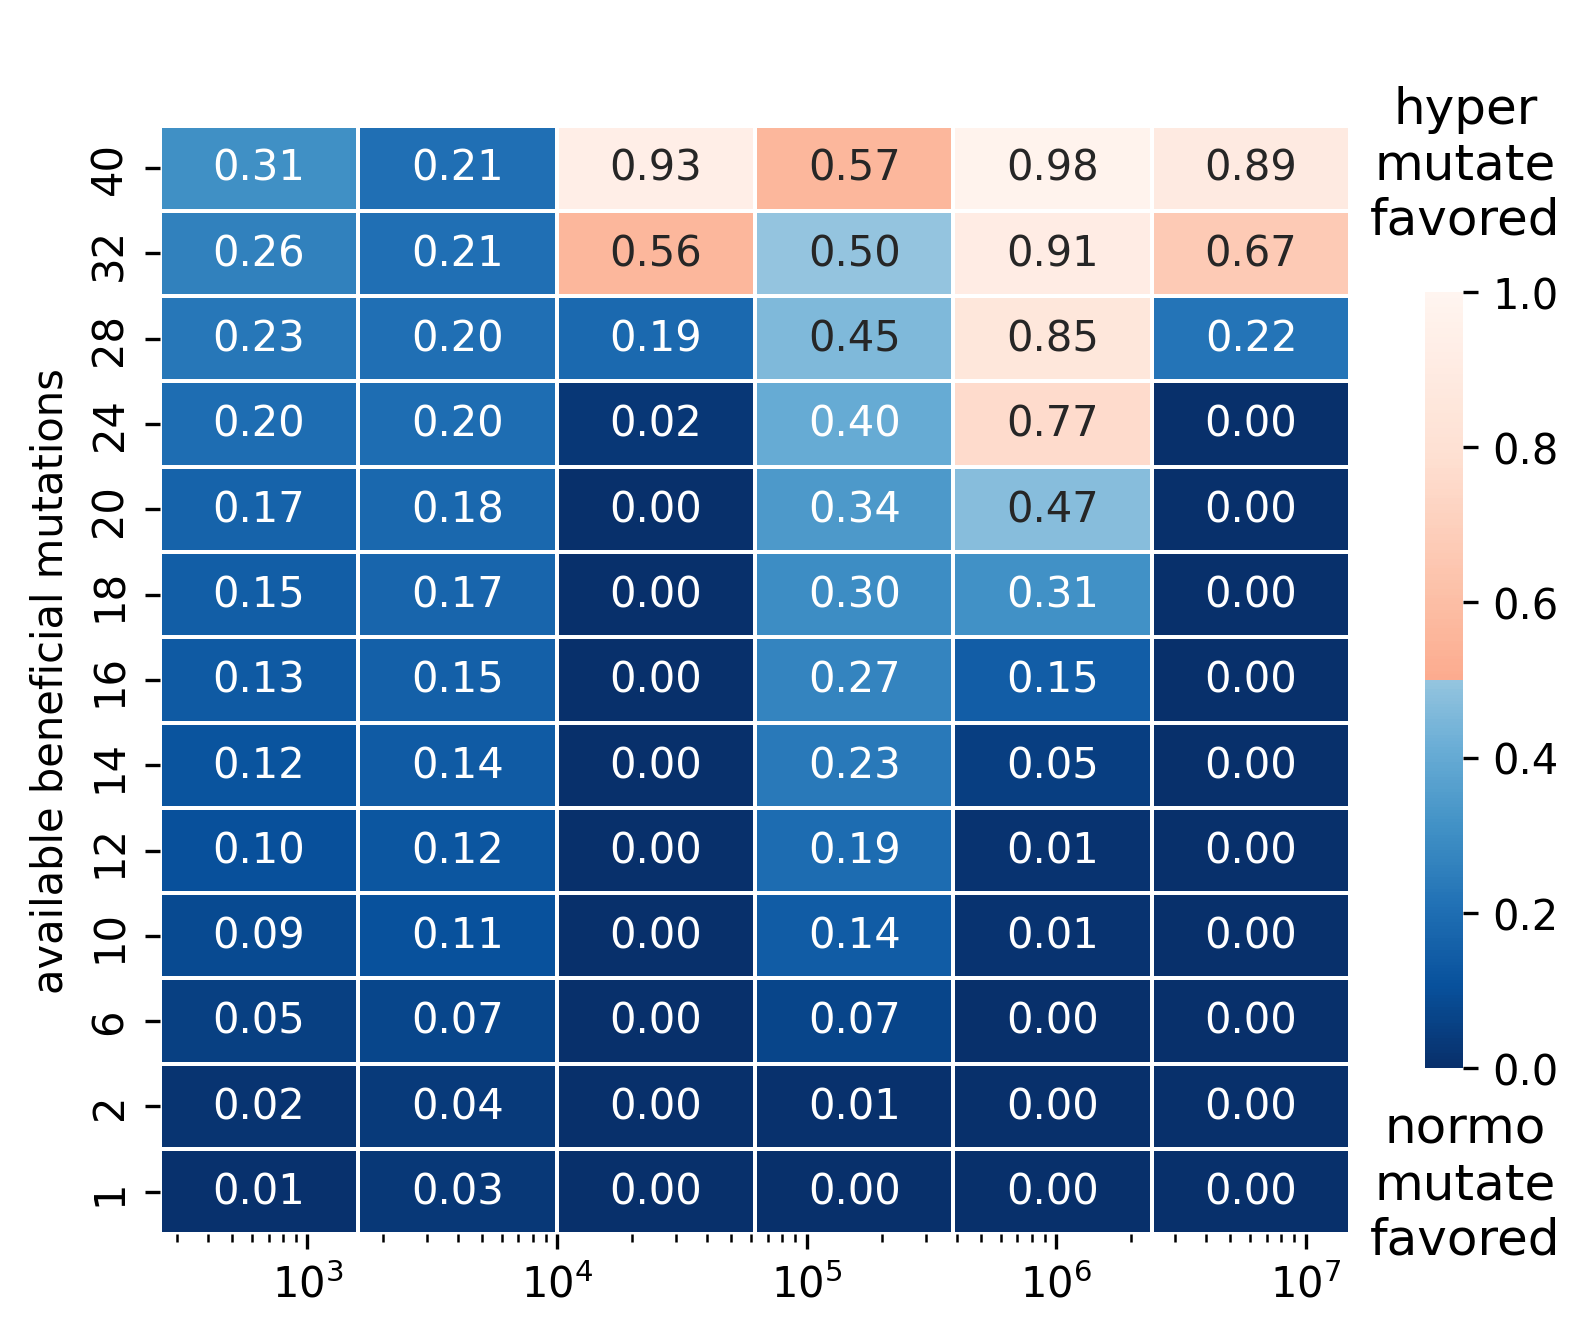 hyper
mutate
favored
40 0.31 0.21 0.93 0.57 0.98 0.89
32 0.26 0.21 0.56 0.50 0.91 0.67
28 0.23 0.20 0.19 0.45 0.85 0.22
24 0.20 0.20 0.02 0.40 0.77 0.00
20 0.17 0.18 0.00 0.34 0.47 0.00
18 0.15 0.17 0.00 0.30 0.31 0.00
16 0.13 0.15 0.00 0.27 0.15 0.00
14 0.12 0.14 0.00 0.23 0.05 0.00
12 0.10 0.12 0.00 0.19 0.01 0.00
10 0.09 0.11 0.00 0.14 0.01 0.00
6 0.05 0.07 0.00 0.07 0.00 0.00
2 0.02 0.04 0.00 0.01 0.00 0.00
1 0.01 0.03 0.00 0.00 0.00 0.00
available beneficial mutations
10³ 10⁴ 10⁵ 10⁶ 10⁷
1.0
0.8
0.6
0.4
0.2
0.0
normo
mutate
favored